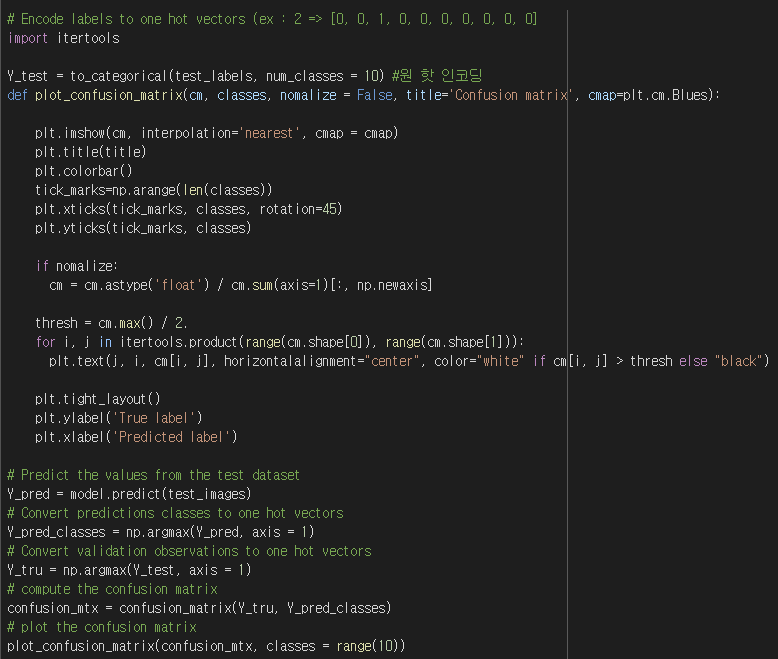 # Encode labels to one hot vectors (ex : 2 => [0, 0, 1, 0, 0, 0, 0, 0, 0, 0]
import itertools
Y_test = to_categorical(test_labels, num_classes = 10) #원 핫 인코딩
def plot_confusion_matrix(cm, classes, nomalize = False, title='Confusion matrix', cmap=plt.cm.Blues):
plt.imshow(cm, interpolation='nearest', cmap = cmap)
plt.title(title)
plt.colorbar()
tick_marks=np.arange(len(classes))
plt.xticks(tick_marks, classes, rotation=45)
plt.yticks(tick_marks, classes)
if nomalize:
cm = cm.astype('float') / cm.sum(axis=1)[:, np.newaxis]
thresh = cm.max() / 2.
for i, j in itertools.product(range(cm.shape[0]), range(cm.shape[1])):
plt.text(j, i, cm[i, j], horizontalalignment="center", color="white" if cm[i, j] > thresh else "black")
plt.tight_layout()
plt.ylabel('True label')
plt.xlabel('Predicted label')
# Predict the values from the test dataset
Y_pred = model.predict(test_images)
# Convert predictions classes to one hot vectors
Y_pred_classes = np.argmax(Y_pred, axis = 1)
# Convert validation observations to one hot vectors
Y_tru = np.argmax(Y_test, axis = 1)
# compute the confusion matrix
confusion_mtx = confusion_matrix(Y_tru, Y_pred_classes)
# plot the confusion matrix
plot_confusion_matrix(confusion_mtx, classes = range(10))